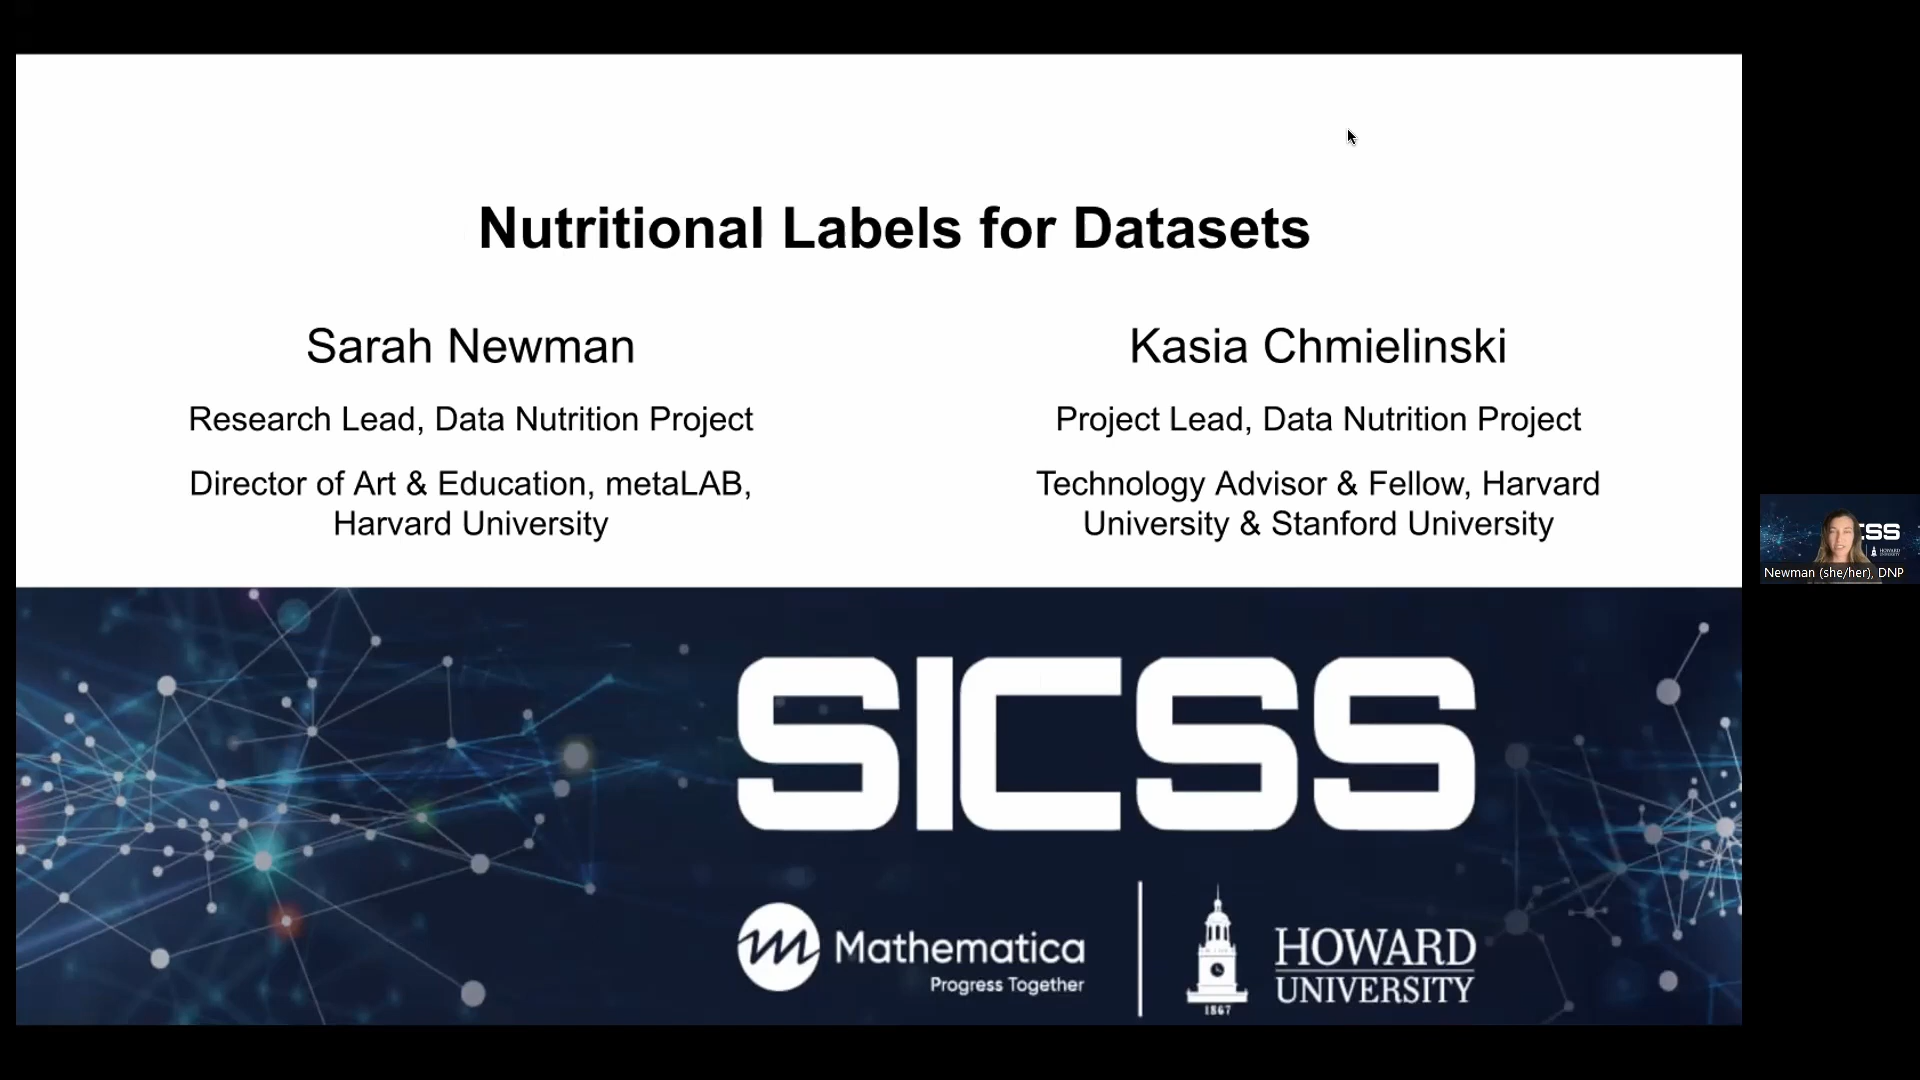 Nutritional Labels for Datasets
Sarah Newman
Research Lead, Data Nutrition Project
Director of Art & Education, metaLAB,
Harvard University
Kasia Chmielinski
Project Lead, Data Nutrition Project
Technology Advisor & Fellow, Harvard
University & Stanford University
SICSS
Mathematica
Progress Together
1867
HOWARD
UNIVERSITY
CSS
HOWARD
Newman (she/her), DNP